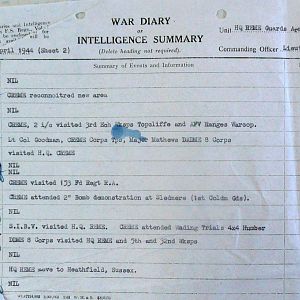 WAR DIARY
or
INTELLIGENCE SUMMARY
(Delete heading not required).
Unit HQ REME Guards
Commanding Officer Lieut
April 1944 (Sheet 2)
Summary of Events and Information
NIL
CREME reconnoitred new area
NIL
CREME, 2 i/c visited 3rd Ech Wksps Topcliffe and AFV Ranges Warcop.
Lt Col Goodman, CREME Corps Tps, Major Mathews DADME 8 Corps
visited H.Q. CREME
NIL
NIL
CREME visited 153 Fd Regt R.A.
CREME attended 2" Bomb demonstration at Sledmere (1st Coldm Gds).
NIL
S.I.B.V. visited H.Q. REME. CREME attended Wading Trials 4x4 Humber
DDME 8 Corps visited HQ REME and 5th and 32nd Wksps
NIL
HQ REME move to Heathfield, Sussex.
NIL